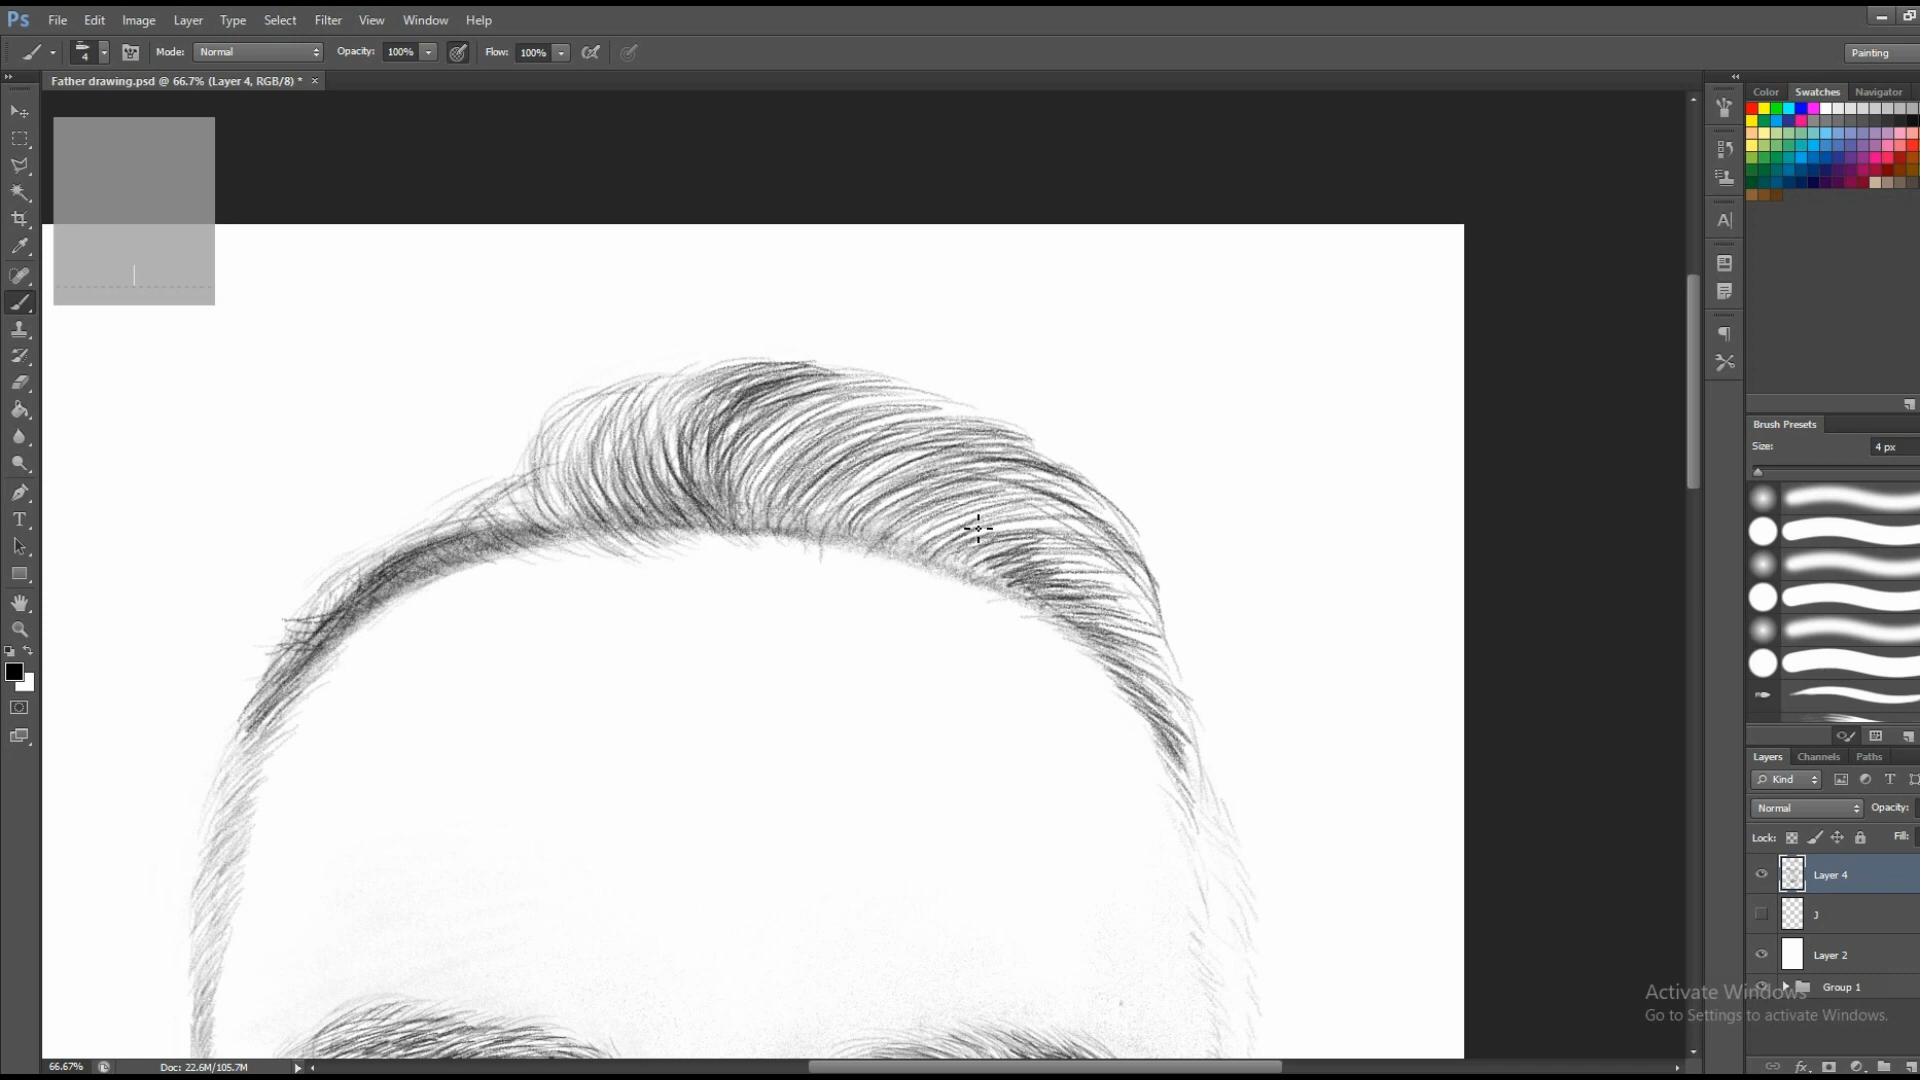 Ps File Edit Image Layer Type Select Filter View Window Help
4 Mode: Normal Opacity: 100% Flow: 100% Painting
Father drawing.psd @ 66.7% (Layer 4, RGB/8) * ×
Color Swatches Navigator
Brush Presets
Size: 4 px
Layers Channels Paths
Kind
Normal Opacity:
Lock: Fill:
Layer 4
J
Layer 2
Group 1
Activate Windows
Go to Settings to activate Windows.
66.67% Doc: 22.6M/105.7M